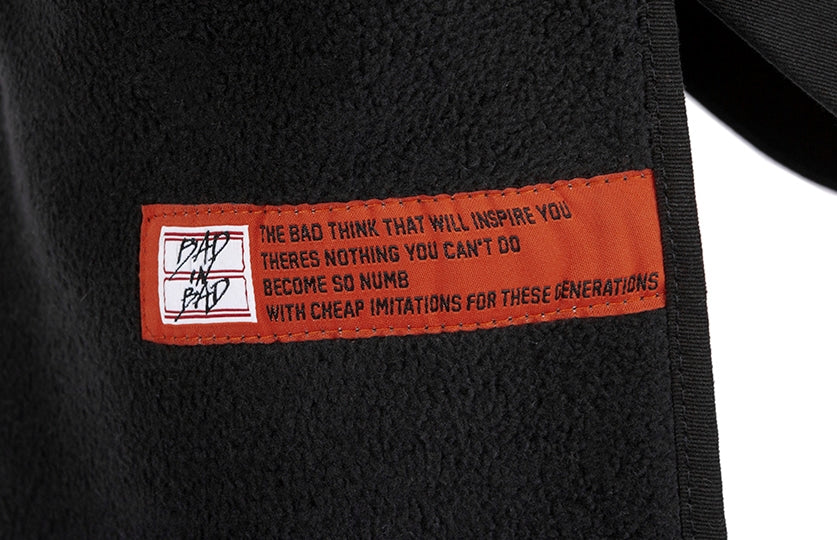 BAD
IN
BAD
THE BAD THINK THAT WILL INSPIRE YOU
THERES NOTHING YOU CAN'T DO
BECOME SO NUMB
WITH CHEAP IMITATIONS FOR THESE GENERATIONS